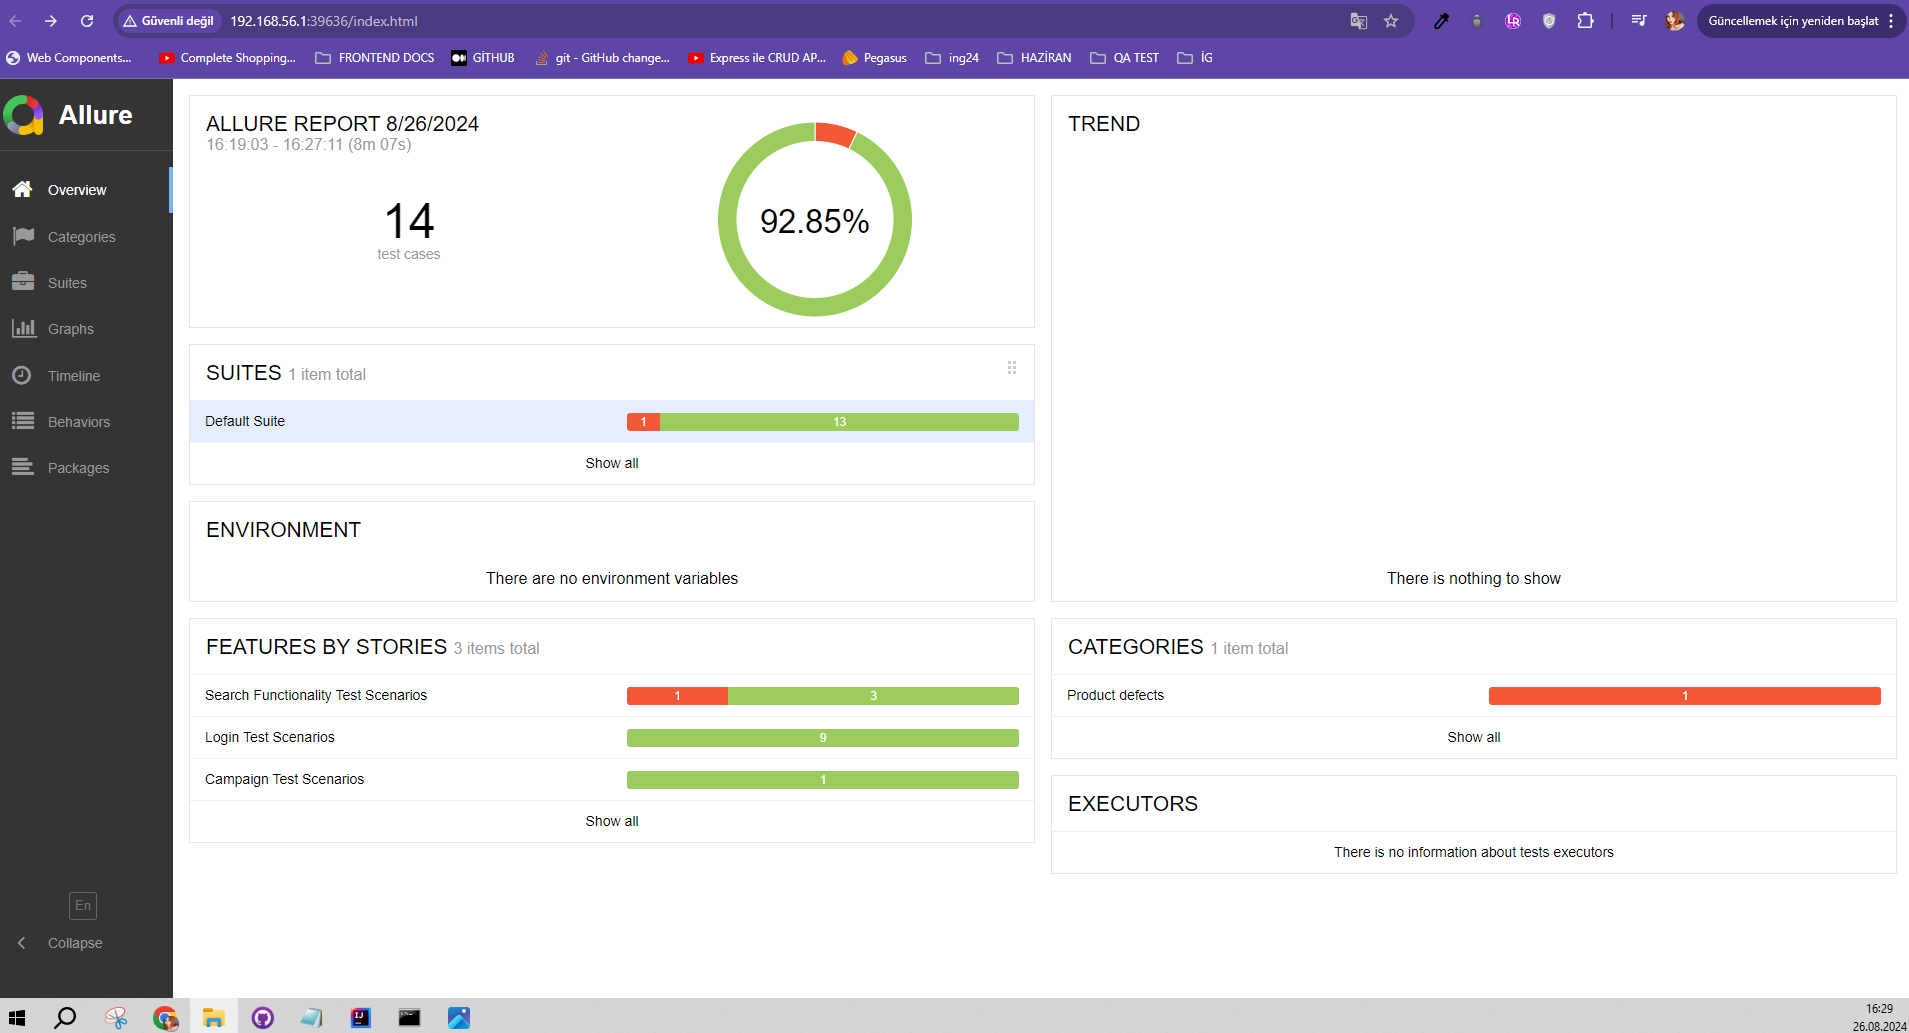 Güvenli değil 192.168.56.1:39636/index.html Güncellemek için yeniden başlat
Web Components... Complete Shopping... FRONTEND DOCS GİTHUB git - GitHub change... Express ile CRUD AP... Pegasus ing24 HAZİRAN QA TEST İG
Allure
Overview
Categories
Suites
Graphs
Timeline
Behaviors
Packages
En
Collapse
ALLURE REPORT 8/26/2024
16:19:03 - 16:27:11 (8m 07s)
14
test cases
92.85%
SUITES 1 item total
Default Suite 1 13
Show all
ENVIRONMENT
There are no environment variables
FEATURES BY STORIES 3 items total
Search Functionality Test Scenarios 1 3
Login Test Scenarios 9
Campaign Test Scenarios 1
Show all
TREND
There is nothing to show
CATEGORIES 1 item total
Product defects 1
Show all
EXECUTORS
There is no information about tests executors
16:29
26.08.2024